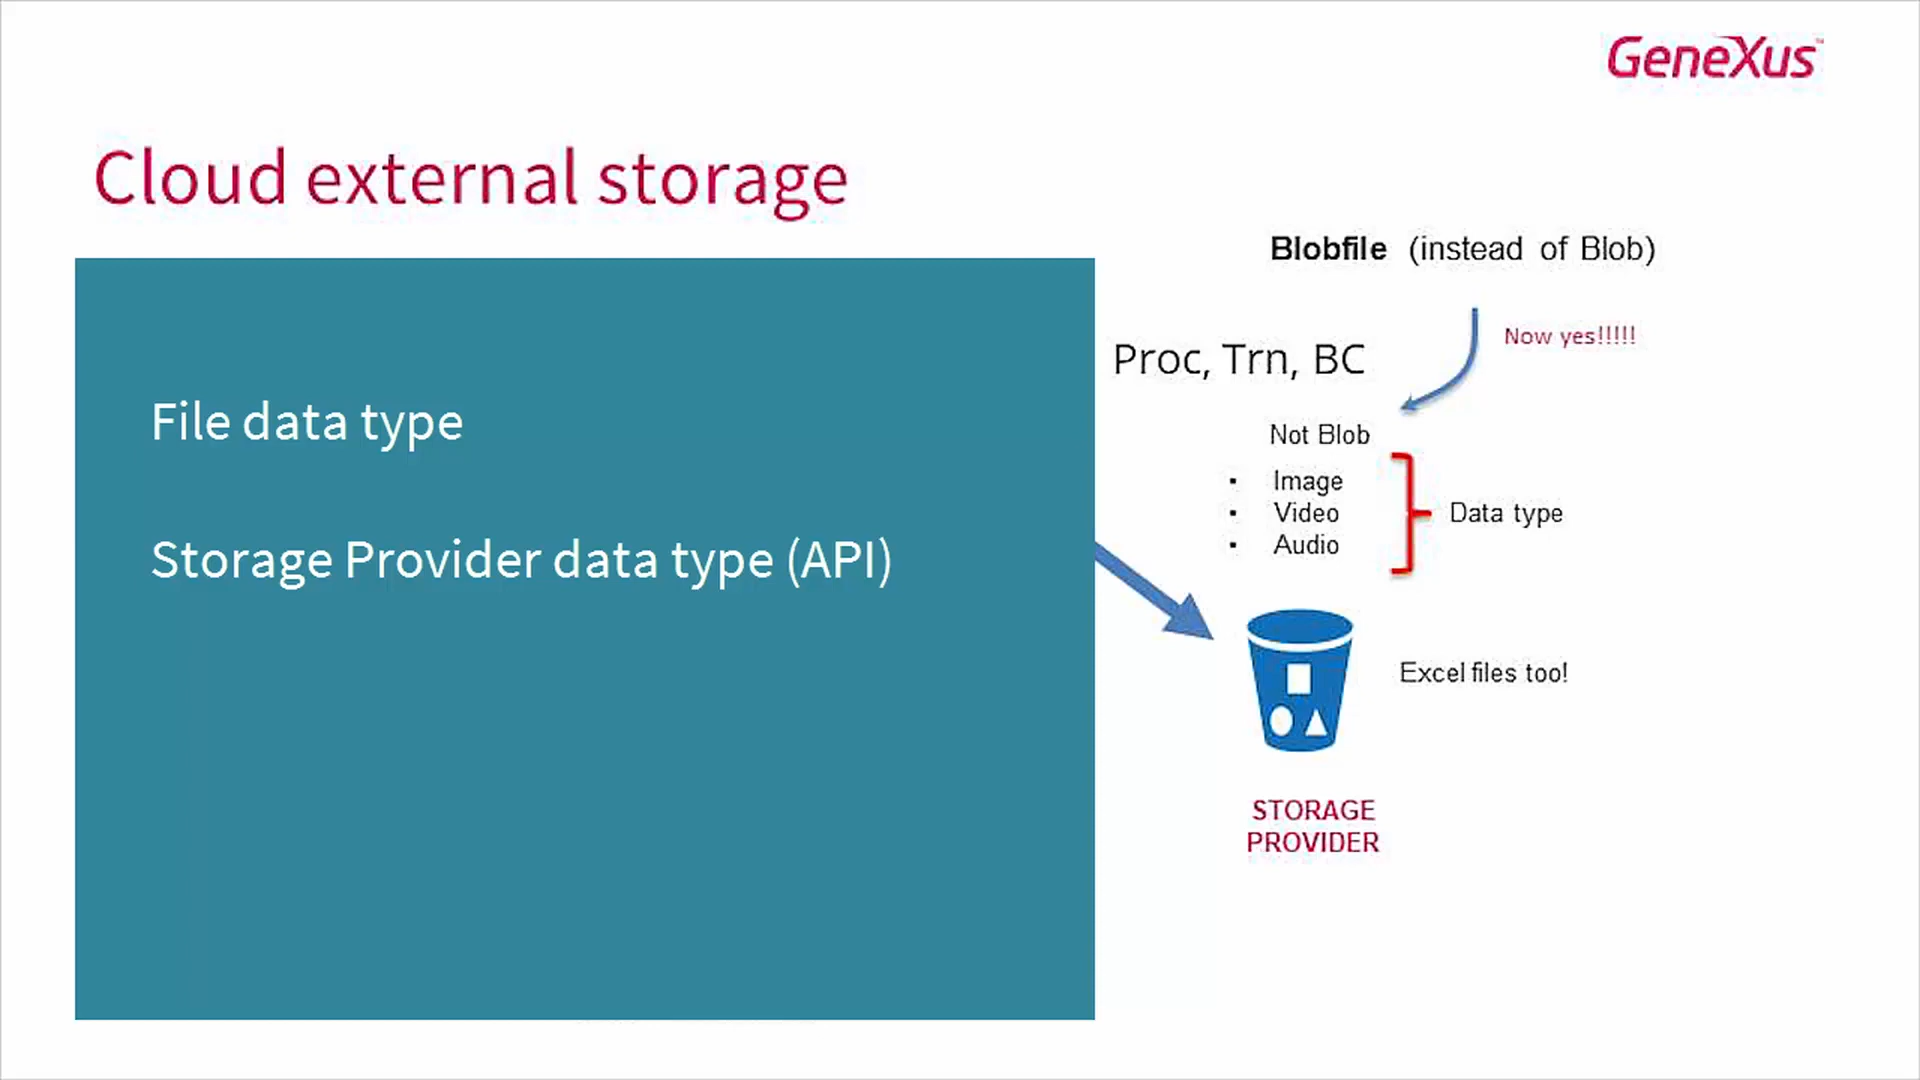 GeneXus™
Cloud external storage
File data type
Storage Provider data type (API)
Blobfile (instead of Blob)
Now yes!!!!!
Proc, Trn, BC
Not Blob
▪ Image
▪ Video
▪ Audio
Data type
Excel files too!
STORAGE
PROVIDER